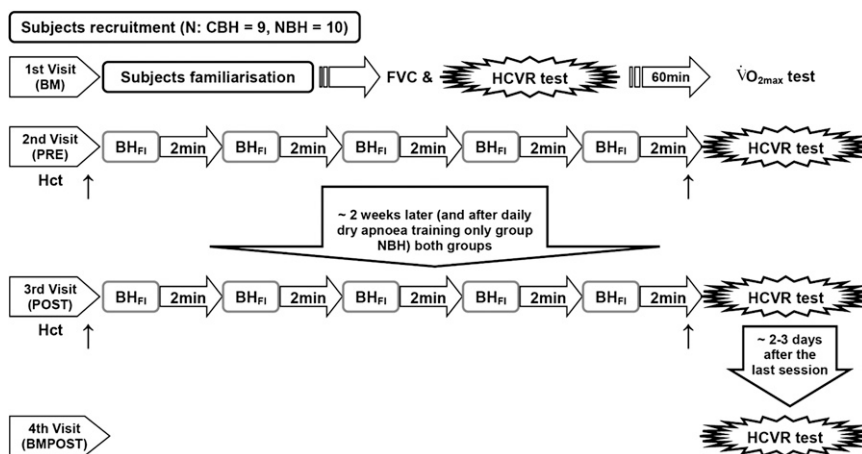 Subjects recruitment (N: CBH = 9, NBH = 10)
1st Visit
(BM)
Subjects familiarisation
FVC &
HCVR test
60min
V̇O2max test
2nd Visit
(PRE)
BHFI
2min
BHFI
2min
BHFI
2min
BHFI
2min
BHFI
2min
HCVR test
Hct
~ 2 weeks later (and after daily
dry apnoea training only group
NBH) both groups
3rd Visit
(POST)
BHFI
2min
BHFI
2min
BHFI
2min
BHFI
2min
BHFI
2min
HCVR test
Hct
~ 2-3 days
after the
last session
4th Visit
(BMPOST)
HCVR test